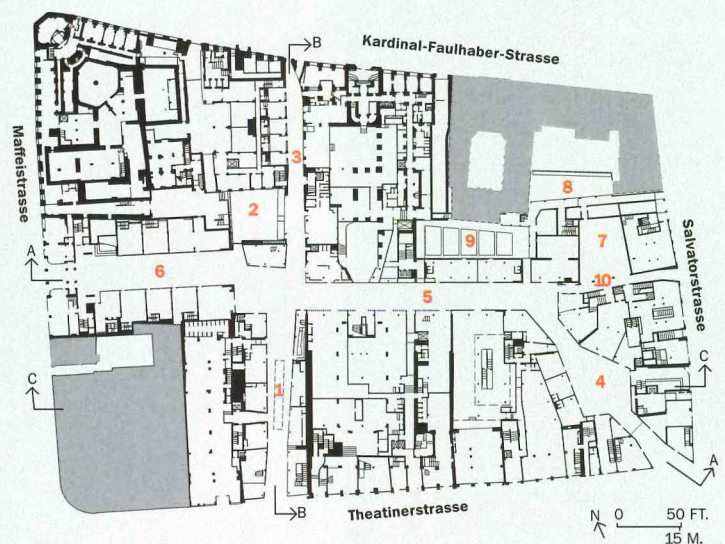 B
Kardinal-Faulhaber-Strasse
Maffeistrasse
3
8
2
9
7
Salvatorstrasse
A
6
10
5
C
C
1
4
A
B
Theatinerstrasse
N
0 50 FT.
15 M.